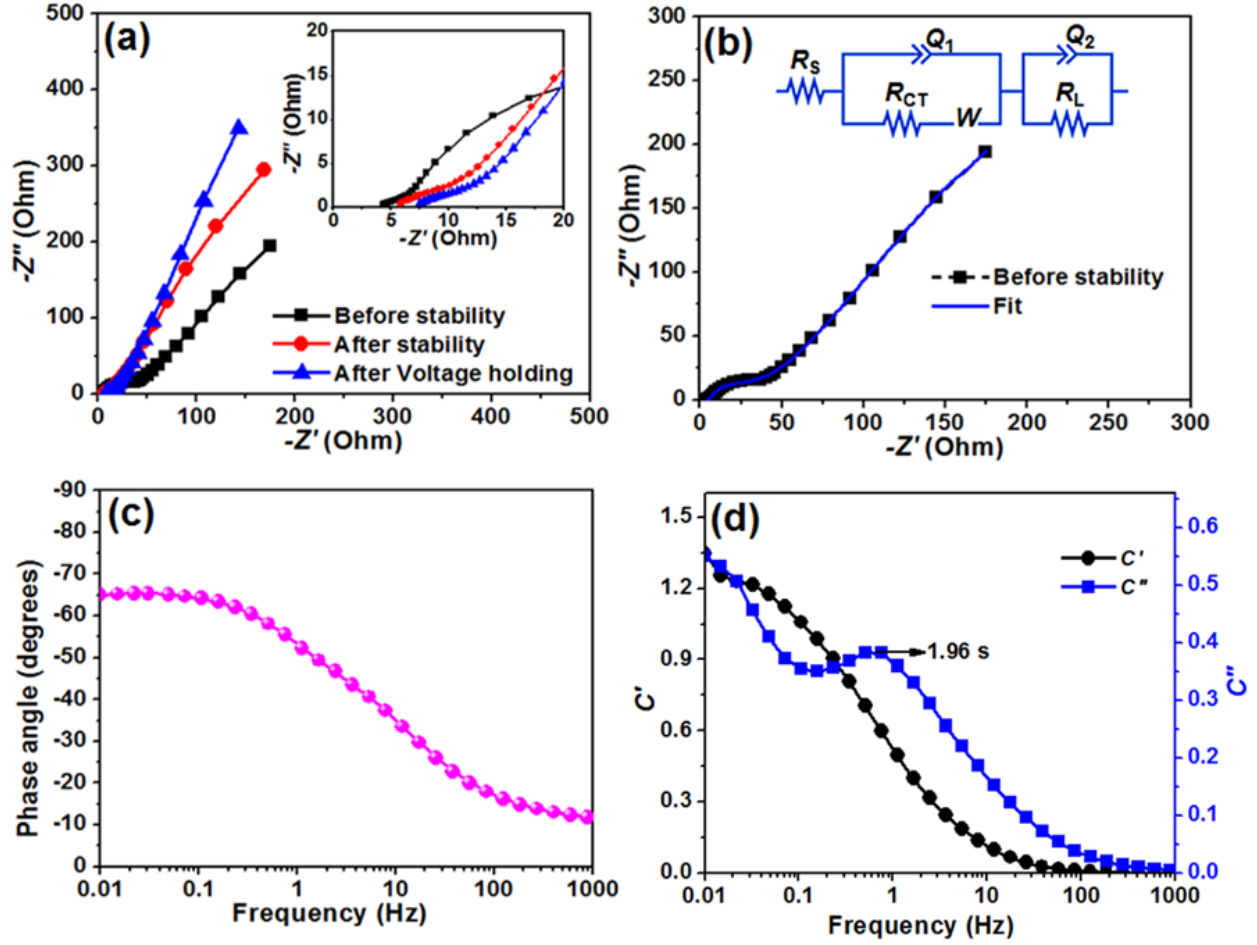 (a)
500
400
300
200
100
0
-Z″ (Ohm)
0 100 200 300 400 500
-Z′ (Ohm)
20
15
10
5
0
-Z″ (Ohm)
0 5 10 15 20
-Z′ (Ohm)
Before stability
After stability
After Voltage holding
(b)
300
250
200
150
100
50
0
-Z″ (Ohm)
0 50 100 150 200 250 300
-Z′ (Ohm)
RS
Q1
RCT
W
Q2
RL
Before stability
Fit
(c)
-90
-80
-70
-60
-50
-40
-30
-20
-10
0
Phase angle (degrees)
0.01 0.1 1 10 100 1000
Frequency (Hz)
(d)
1.5
1.2
0.9
0.6
0.3
0.0
C′
C′
C″
1.96 s
0.6
0.5
0.4
0.3
0.2
0.1
0.0
C″
0.01 0.1 1 10 100 1000
Frequency (Hz)